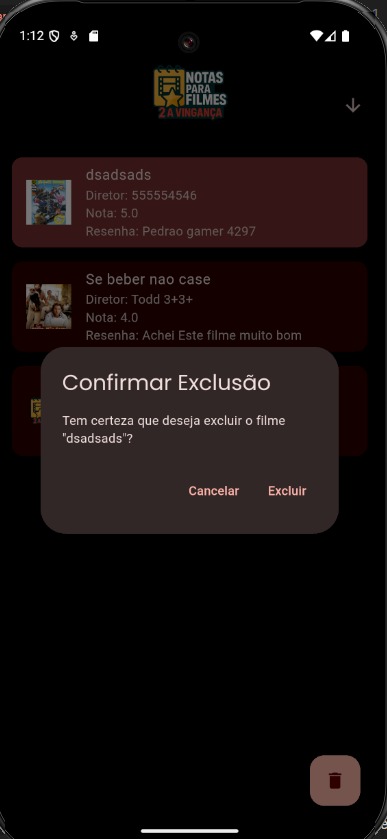 1:12
NOTAS
PARA
FILMES
2 A VINGANÇA
dsadsads
Diretor: 555554546
Nota: 5.0
Resenha: Pedrao gamer 4297
Se beber nao case
Diretor: Todd 3+3+
Nota: 4.0
Resenha: Achei Este filme muito bom
Confirmar Exclusão
Tem certeza que deseja excluir o filme
"dsadsads"?
Cancelar Excluir